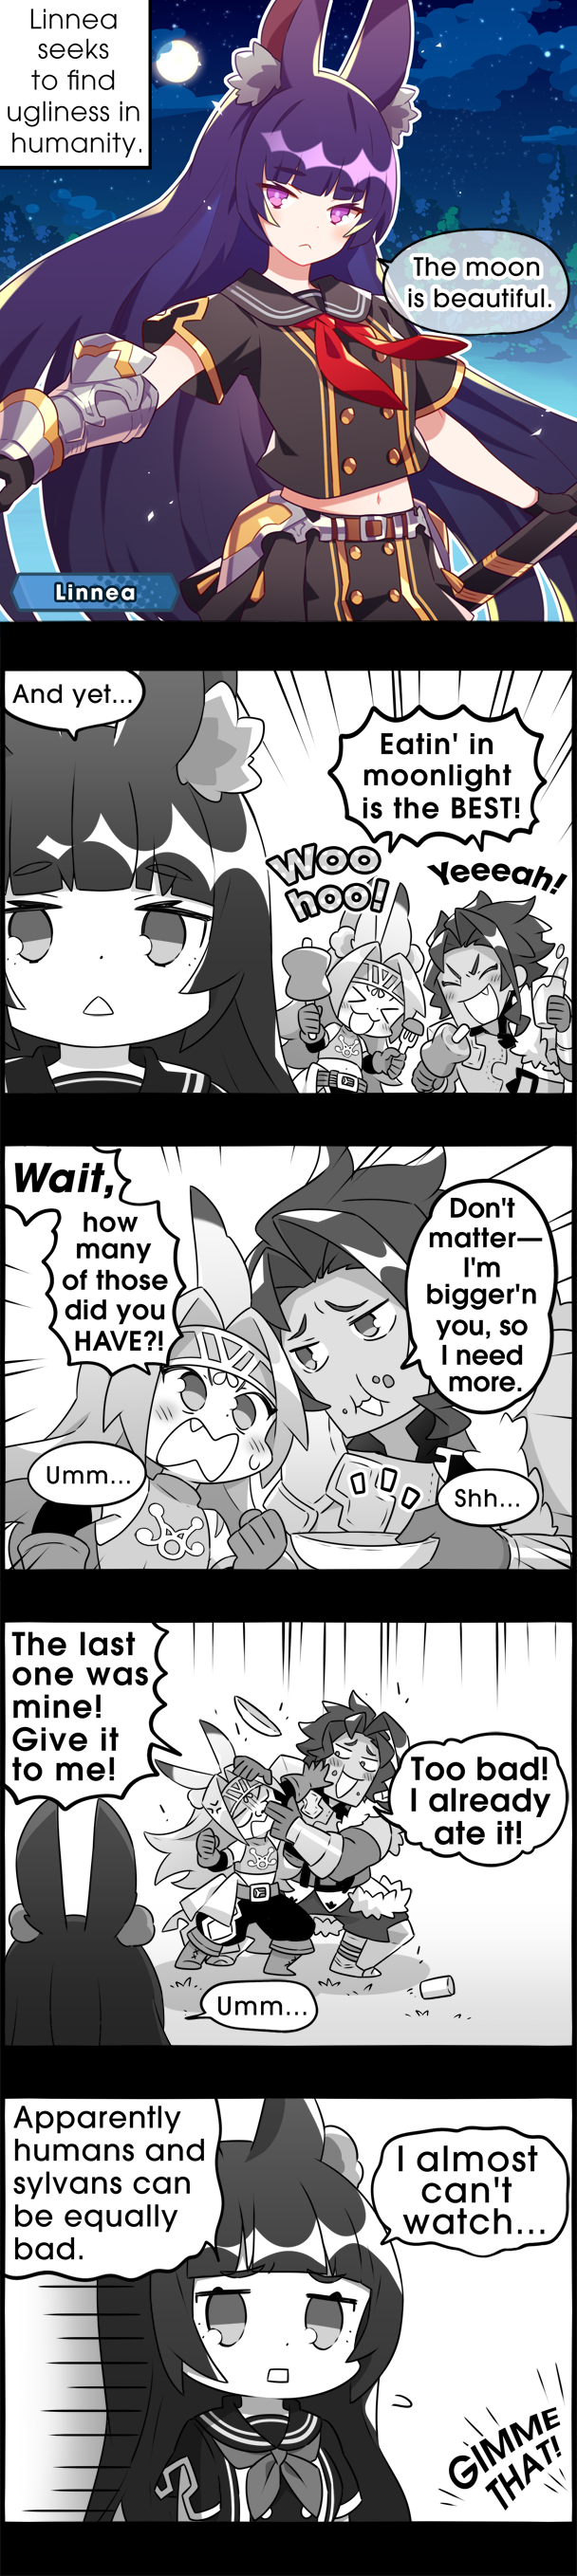 Linnea
seeks
to find
ugliness in
humanity.
The moon
is beautiful.
Linnea
And yet...
Eatin' in
moonlight
is the BEST!
Woo
hoo!
Yeeeah!
Wait,
how
many
of those
did you
HAVE?!
Don't
matter—
I'm
bigger'n
you, so
I need
more.
Umm...
Shh...
The last
one was
mine!
Give it
to me!
Too bad!
I already
ate it!
Umm...
Apparently
humans and
sylvans can
be equally
bad.
I almost
can't
watch...
GIMME
THAT!